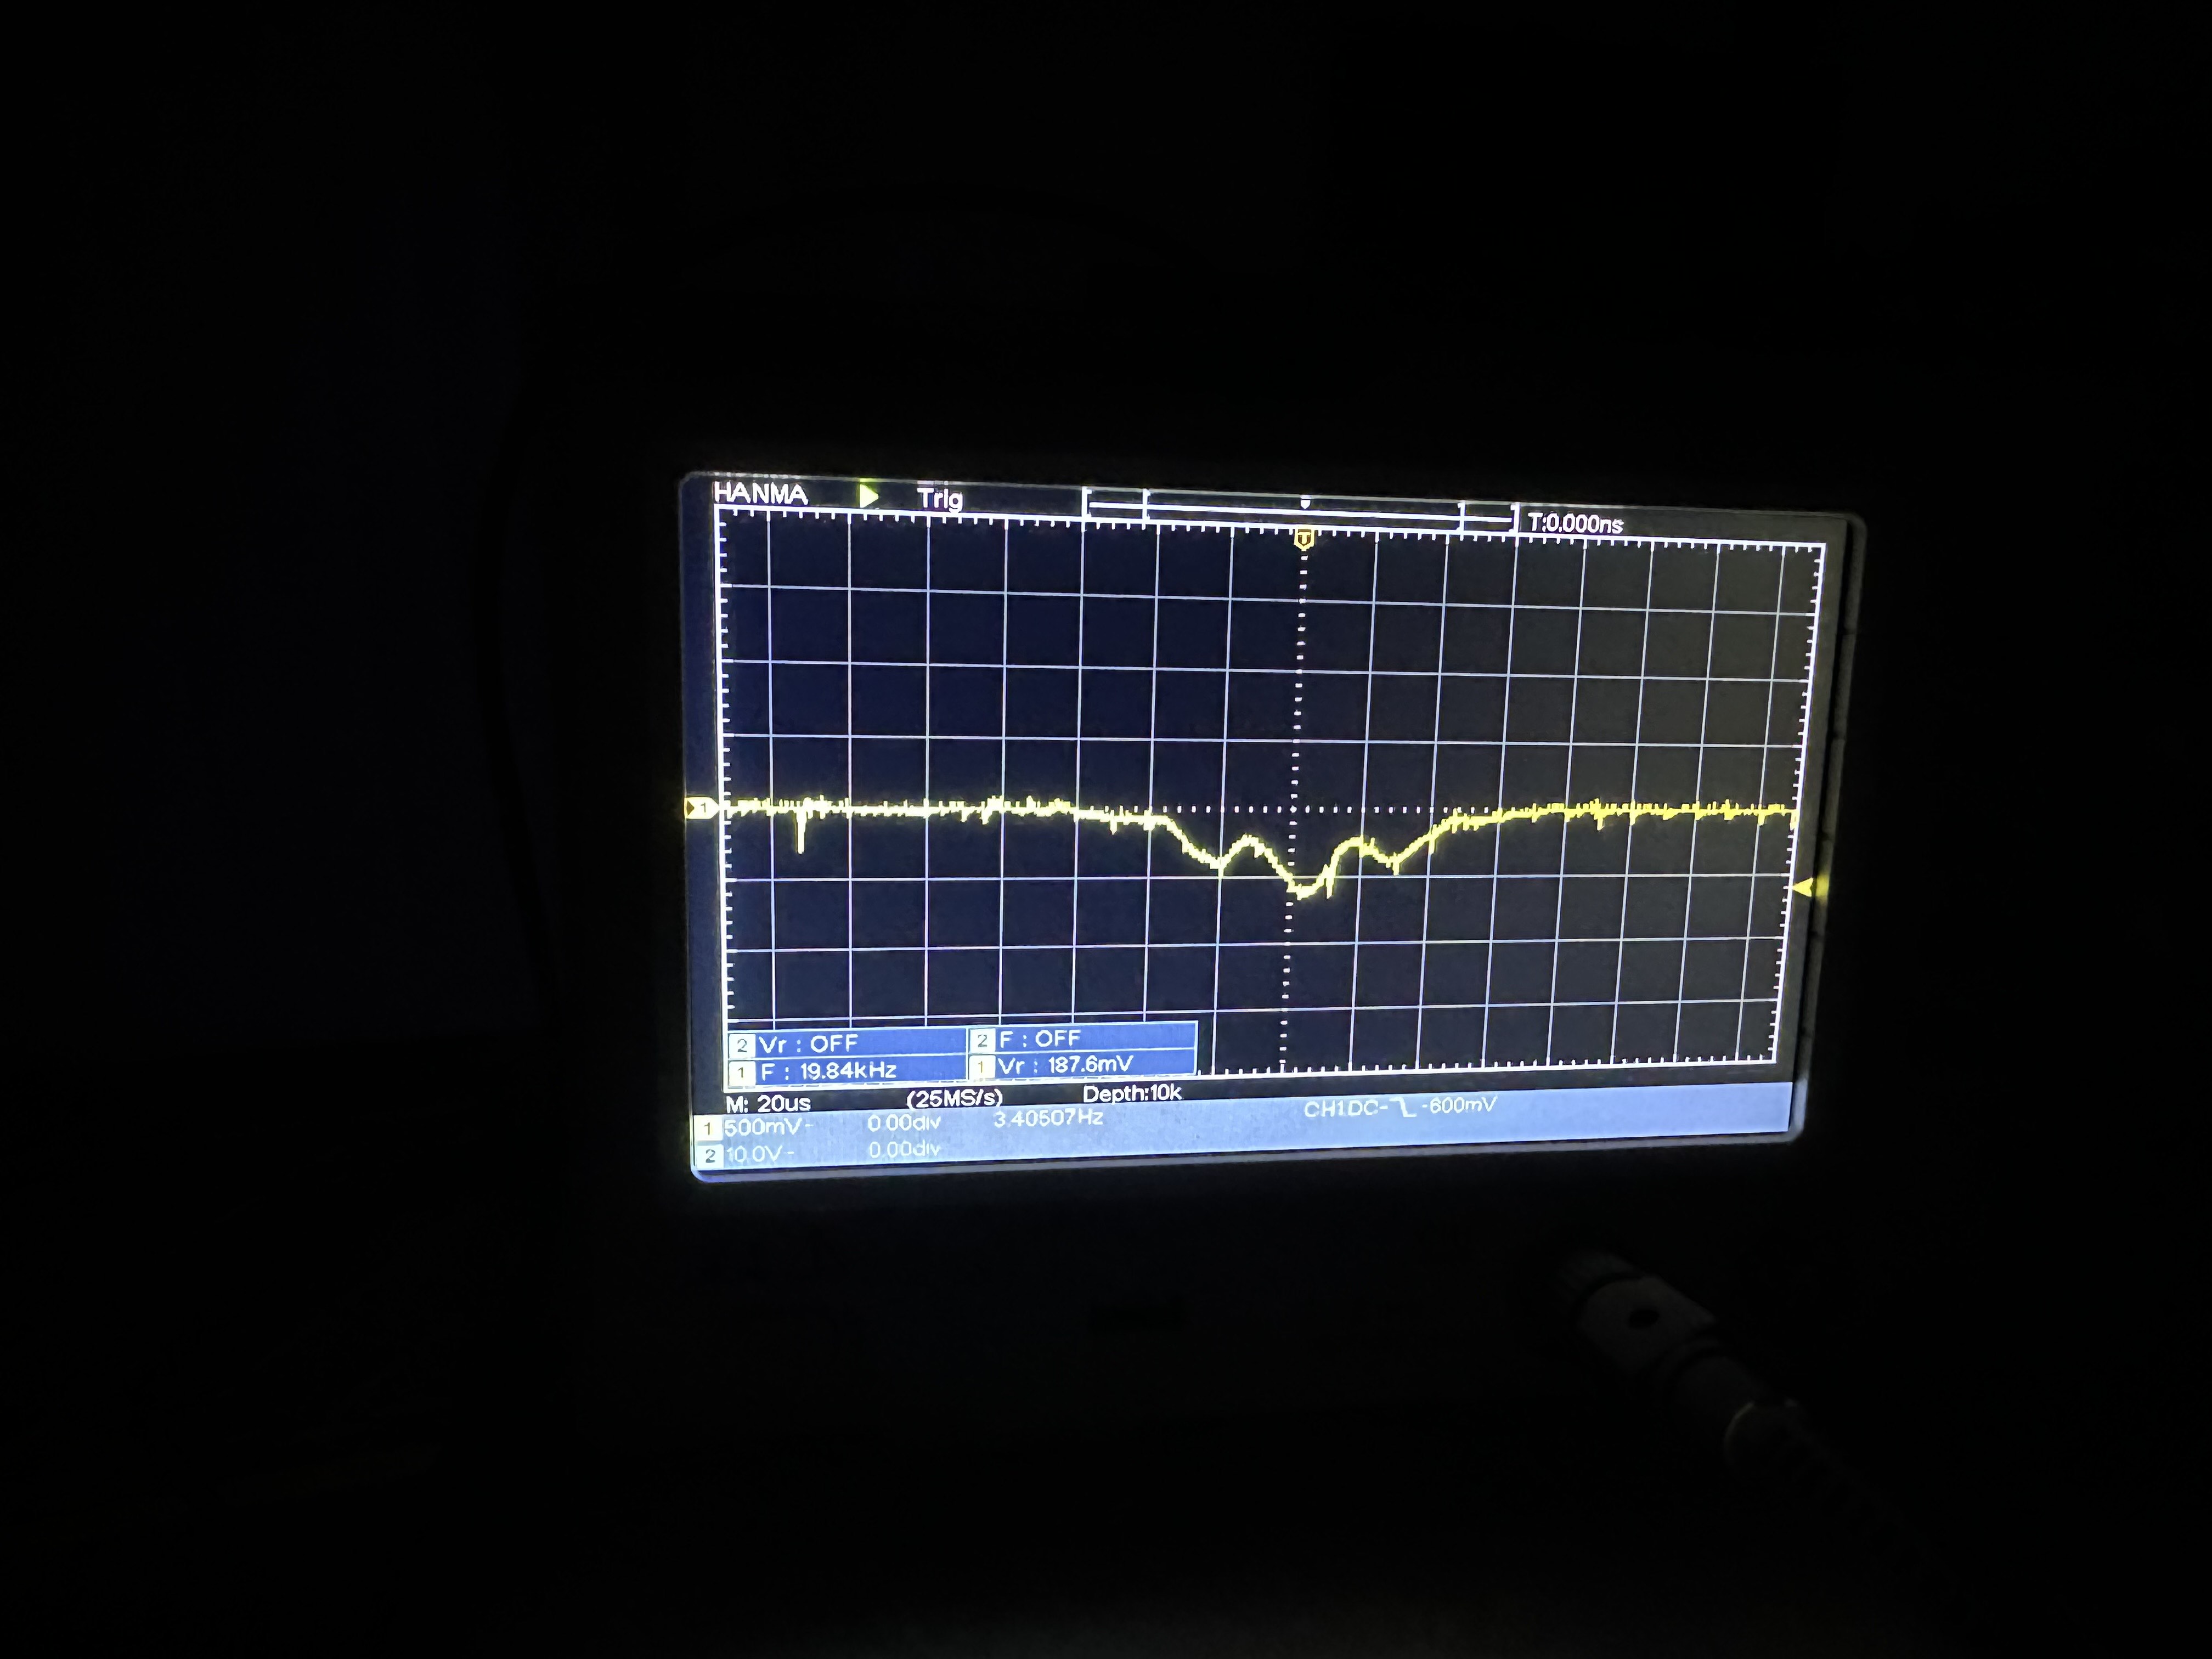 HANMA Trig T:0.000ns
T
1
2 Vr : OFF 2 F : OFF
1 F : 19.84kHz 1 Vr : 187.6mV
M: 20us (25MS/s) Depth:10k
1 500mV- 0.00div 3.40507Hz CH1DC- -600mV
2 10.0V- 0.00div